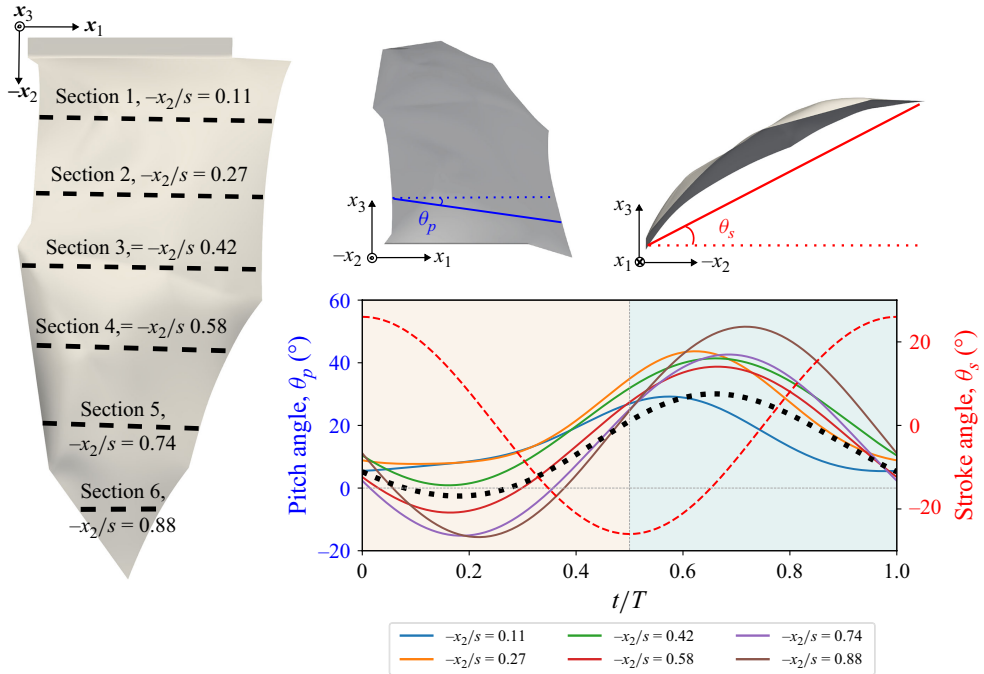 x₃
x₁
–x₂
Section 1, –x₂/s = 0.11
Section 2, –x₂/s = 0.27
Section 3,= –x₂/s 0.42
Section 4,= –x₂/s 0.58
Section 5,
–x₂/s = 0.74
Section 6,
–x₂/s = 0.88
x₃
θₚ
–x₂
x₁
x₃
θₛ
x₁
–x₂
Pitch angle, θₚ (°)
60
40
20
0
–20
0
0.2
0.4
0.6
0.8
1.0
t/T
20
0
–20
Stroke angle, θₛ (°)
–x₂/s = 0.11
–x₂/s = 0.42
–x₂/s = 0.74
–x₂/s = 0.27
–x₂/s = 0.58
–x₂/s = 0.88